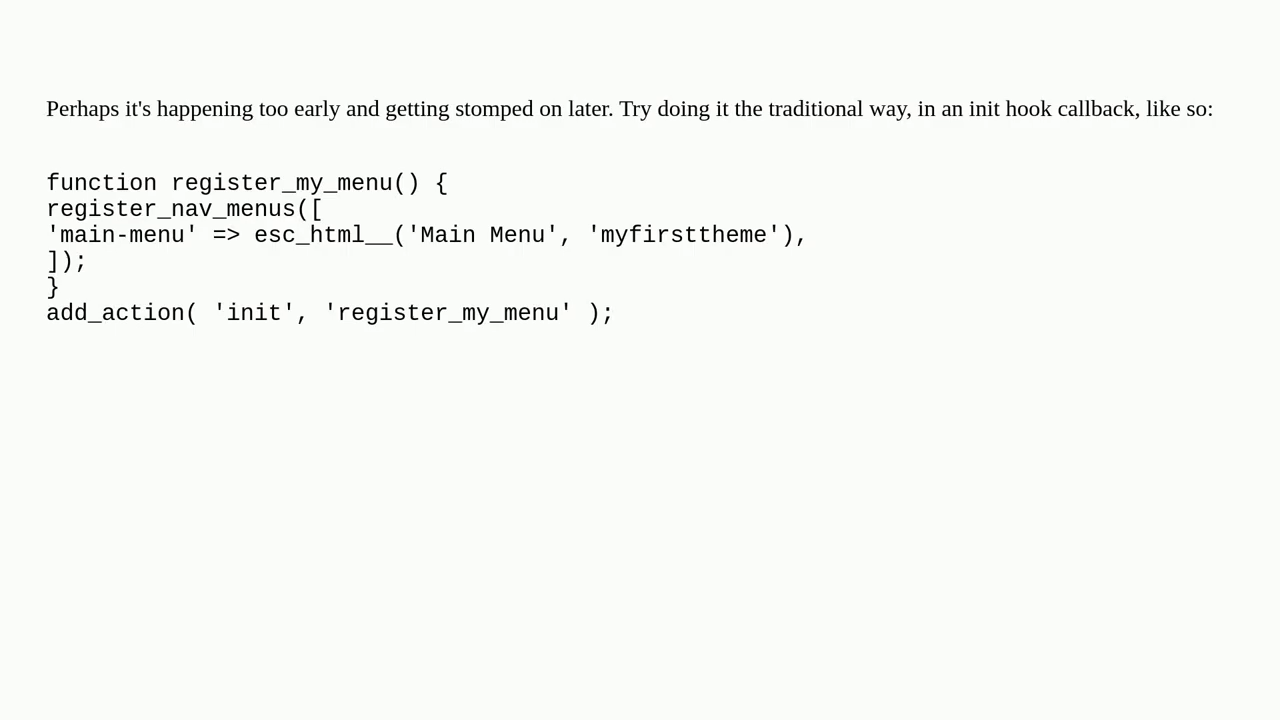 Perhaps it's happening too early and getting stomped on later. Try doing it the traditional way, in an init hook callback, like so:
function register_my_menu() {
register_nav_menus([
'main-menu' => esc_html__('Main Menu', 'myfirsttheme'),
]);
}
add_action( 'init', 'register_my_menu' );